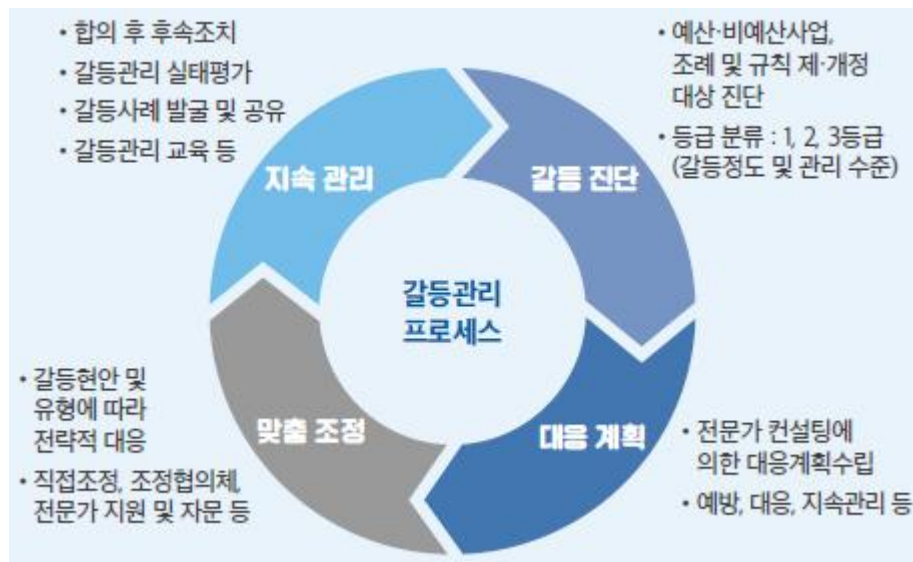 • 합의 후 후속조치
• 갈등관리 실태평가
• 갈등사례 발굴 및 공유
• 갈등관리 교육 등
• 예산·비예산사업,
조례 및 규칙 제·개정
대상 진단
• 등급 분류 : 1, 2, 3등급
(갈등정도 및 관리 수준)
지속 관리
갈등 진단
갈등관리
프로세스
맞춤 조정
대응 계획
• 갈등현안 및
유형에 따라
전략적 대응
• 직접조정, 조정협의체,
전문가 지원 및 자문 등
• 전문가 컨설팅에
의한 대응계획수립
• 예방, 대응, 지속관리 등